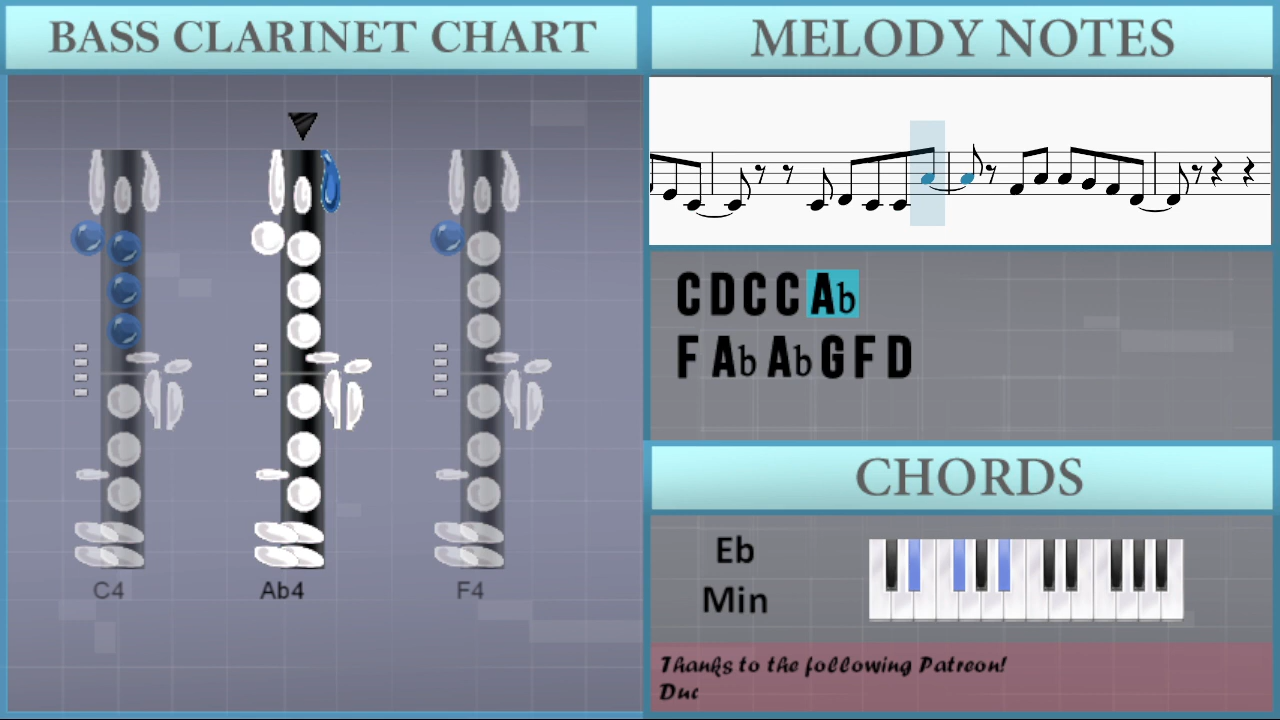 BASS CLARINET CHART
C4
Ab4
F4
MELODY NOTES
C D C C Ab
F Ab Ab G F D
CHORDS
Eb
Min
Thanks to the following Patreon!
Duc